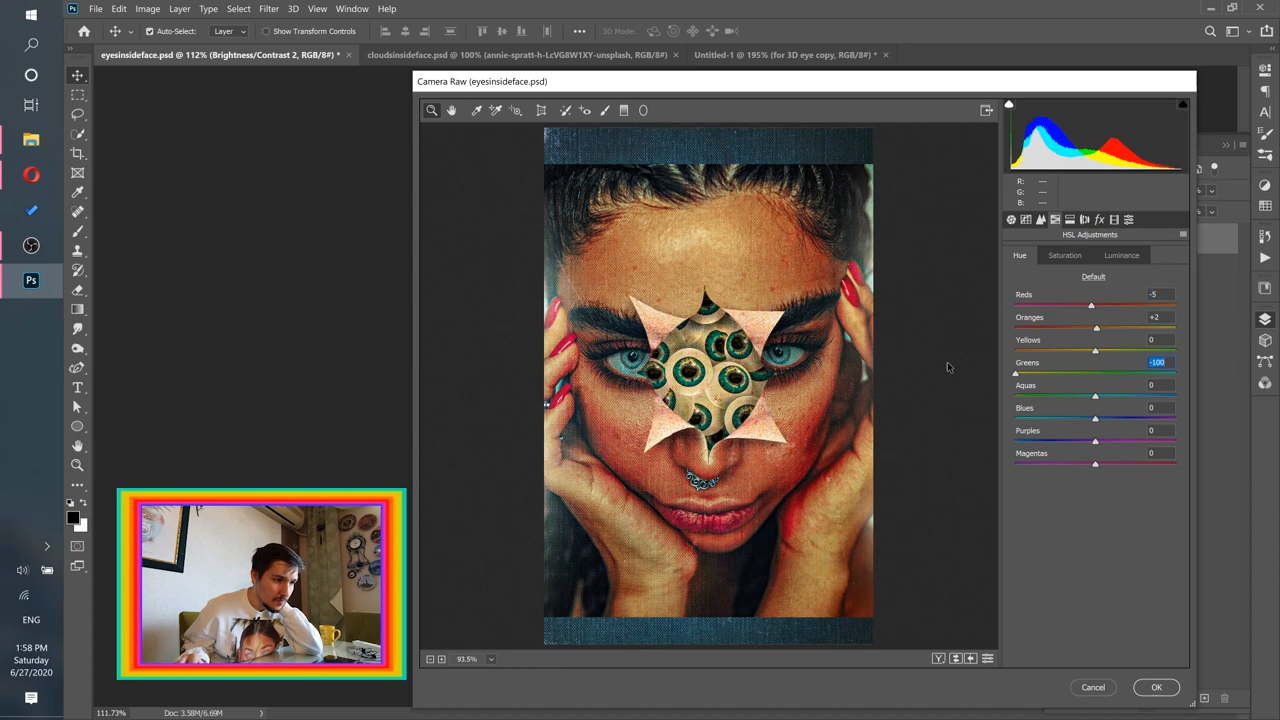 Ps
File Edit Image Layer Type Select Filter 3D View Window Help
Auto-Select: Layer Show Transform Controls 3D Mode:
eyesinsideface.psd @ 112% (Brightness/Contrast 2, RGB/8#) * × cloudsinsideface.psd @ 100% (annie-spratt-h-LcVG8W1XY-unsplash, RGB/8#) × Untitled-1 @ 195% (for 3D eye copy, RGB/8#) * ×
Camera Raw (eyesinsideface.psd)
R: ---
G: ---
B: ---
fx
HSL Adjustments
Hue Saturation Luminance
Default
Reds -5
Oranges +2
Yellows 0
Greens -100
Aquas 0
Blues 0
Purples 0
Magentas 0
Ps
ENG
1:58 PM
Saturday
6/27/2020
93.5%
Y
Cancel OK
111.73% Doc: 3.58M/6.69M